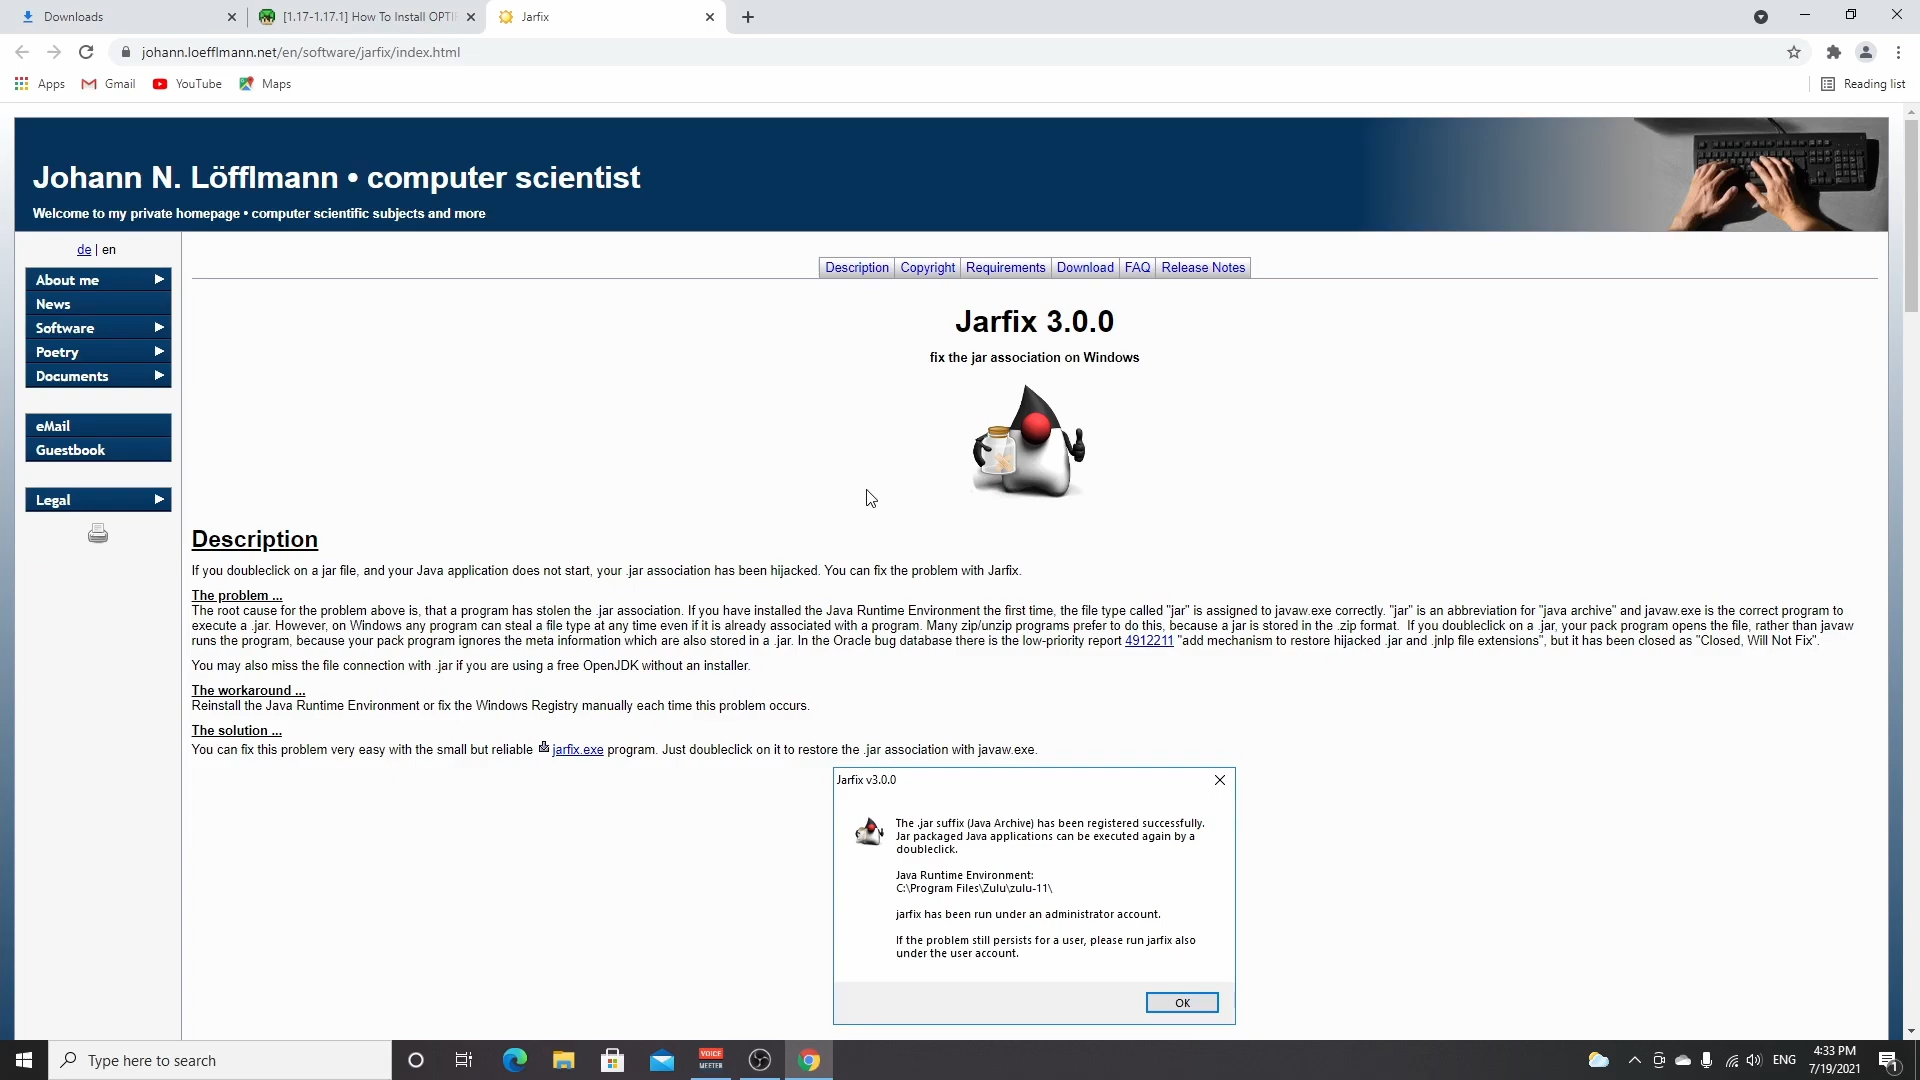 Downloads
[1.17-1.17.1] How To Install OPTIF
Jarfix
johann.loefflmann.net/en/software/jarfix/index.html
Apps
Gmail
YouTube
Maps
Reading list
Johann N. Löfflmann • computer scientist
Welcome to my private homepage • computer scientific subjects and more
de | en
About me
News
Software
Poetry
Documents
eMail
Guestbook
Legal
Description
Copyright
Requirements
Download
FAQ
Release Notes
Jarfix 3.0.0
fix the jar association on Windows
Description
If you doubleclick on a jar file, and your Java application does not start, your .jar association has been hijacked. You can fix the problem with Jarfix.
The problem ...
The root cause for the problem above is, that a program has stolen the .jar association. If you have installed the Java Runtime Environment the first time, the file type called "jar" is assigned to javaw.exe correctly. "jar" is an abbreviation for "java archive" and javaw.exe is the correct program to
execute a .jar. However, on Windows any program can steal a file type at any time even if it is already associated with a program. Many zip/unzip programs prefer to do this, because a jar is stored in the .zip format. If you doubleclick on a .jar, your pack program opens the file, rather than javaw
runs the program, because your pack program ignores the meta information which are also stored in a .jar. In the Oracle bug database there is the low-priority report 4912211 "add mechanism to restore hijacked .jar and .jnlp file extensions", but it has been closed as "Closed, Will Not Fix".
You may also miss the file connection with .jar if you are using a free OpenJDK without an installer.
The workaround ...
Reinstall the Java Runtime Environment or fix the Windows Registry manually each time this problem occurs.
The solution ...
You can fix this problem very easy with the small but reliable jarfix.exe program. Just doubleclick on it to restore the .jar association with javaw.exe.
Jarfix v3.0.0
The .jar suffix (Java Archive) has been registered successfully.
Jar packaged Java applications can be executed again by a
doubleclick.
Java Runtime Environment:
C:\Program Files\Zulu\zulu-11\
jarfix has been run under an administrator account.
If the problem still persists for a user, please run jarfix also
under the user account.
OK
Type here to search
VOICE
MEETER
ENG
4:33 PM
7/19/2021
1